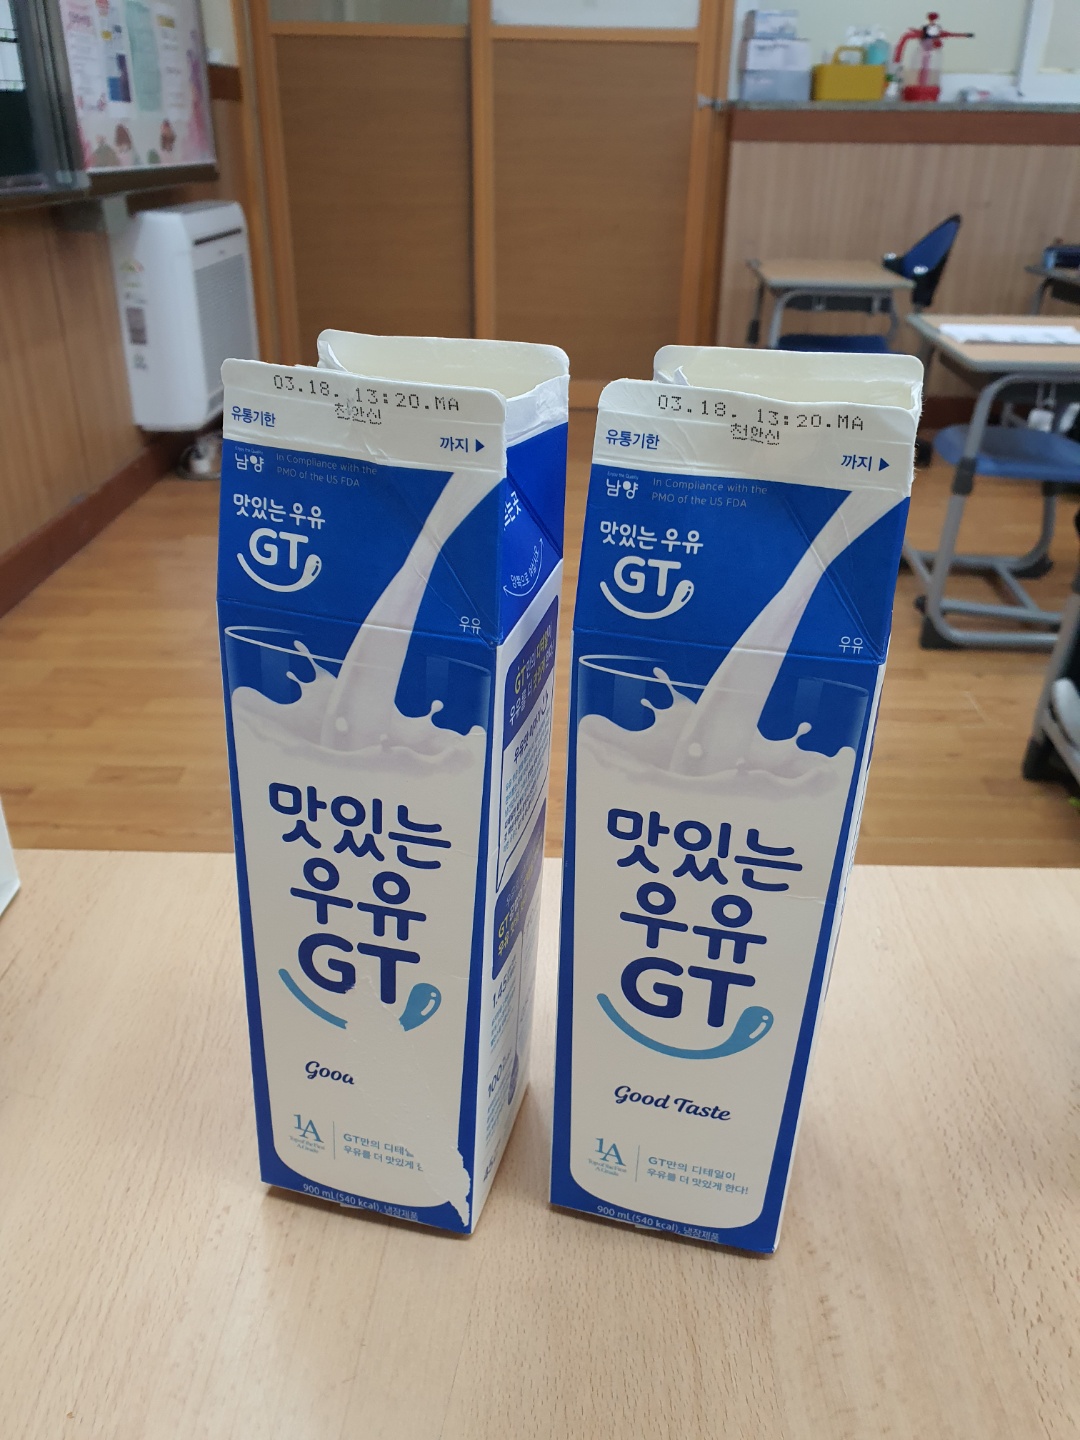 03.18. 13:20.MA
천안신
유통기한
까지▶
남양
In Compliance with the
PMO of the US FDA
맛있는 우유
GT
우유
맛있는
우유
GT
Good
1A
GT만의 디테일
우유를 더 맛있게
900 mL(540 kcal), 냉장제품
03.18. 13:20.MA
천안신
유통기한
까지▶
남양
In Compliance with the
PMO of the US FDA
맛있는 우유
GT
우유
맛있는
우유
GT
Good Taste
1A
GT만의 디테일이
우유를 더 맛있게 한다!
900 mL(540 kcal), 냉장제품